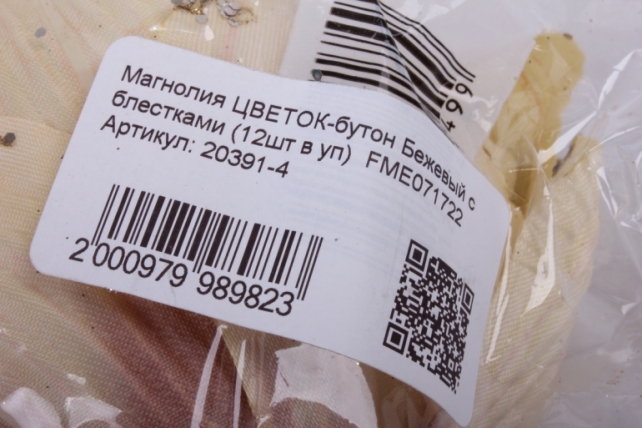 Магнолия ЦВЕТОК-бутон Бежевый с
блестками (12шт в уп) FME071722
Артикул: 20391-4
2 000979 989823